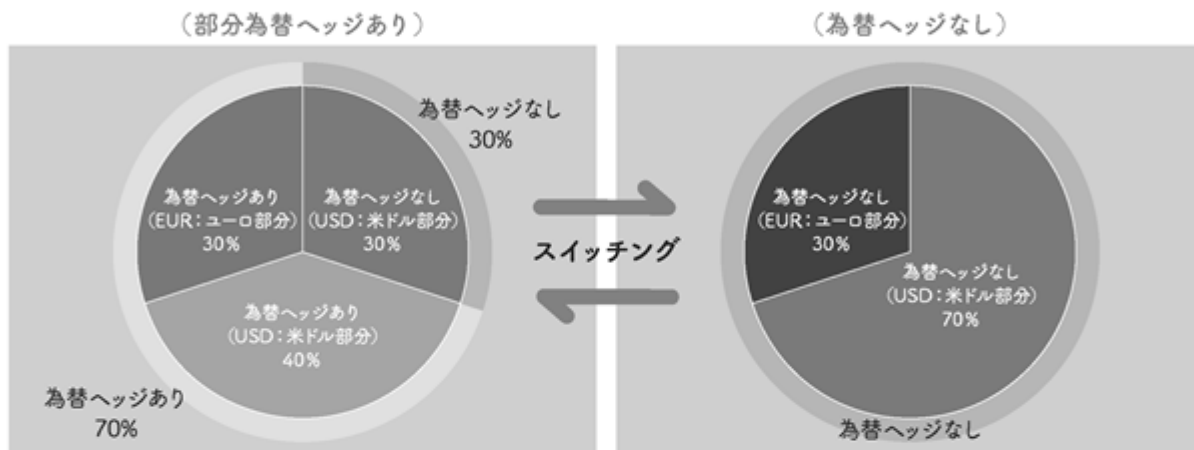 （部分為替ヘッジあり）
為替ヘッジなし
30%
為替ヘッジあり
（EUR：ユーロ部分）
30%
為替ヘッジなし
（USD：米ドル部分）
30%
為替ヘッジあり
（USD：米ドル部分）
40%
為替ヘッジあり
70%
スイッチング
（為替ヘッジなし）
為替ヘッジなし
（EUR：ユーロ部分）
30%
為替ヘッジなし
（USD：米ドル部分）
70%
為替ヘッジなし